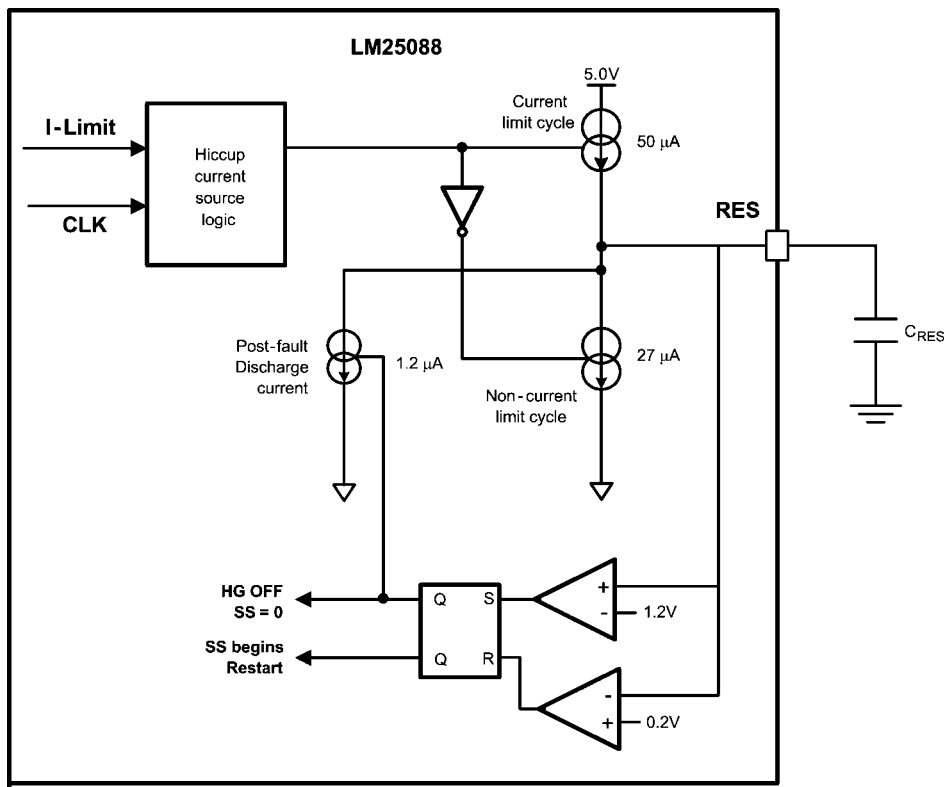 LM25088
5.0V
Current
limit cycle
50 μA
I-Limit
Hiccup
current
source
logic
CLK
RES
Post-fault
Discharge
current
1.2 μA
27 μA
Non-current
limit cycle
CRES
HG OFF
SS = 0
Q
S
+
-
1.2V
SS begins
Restart
Q
R
-
+
0.2V